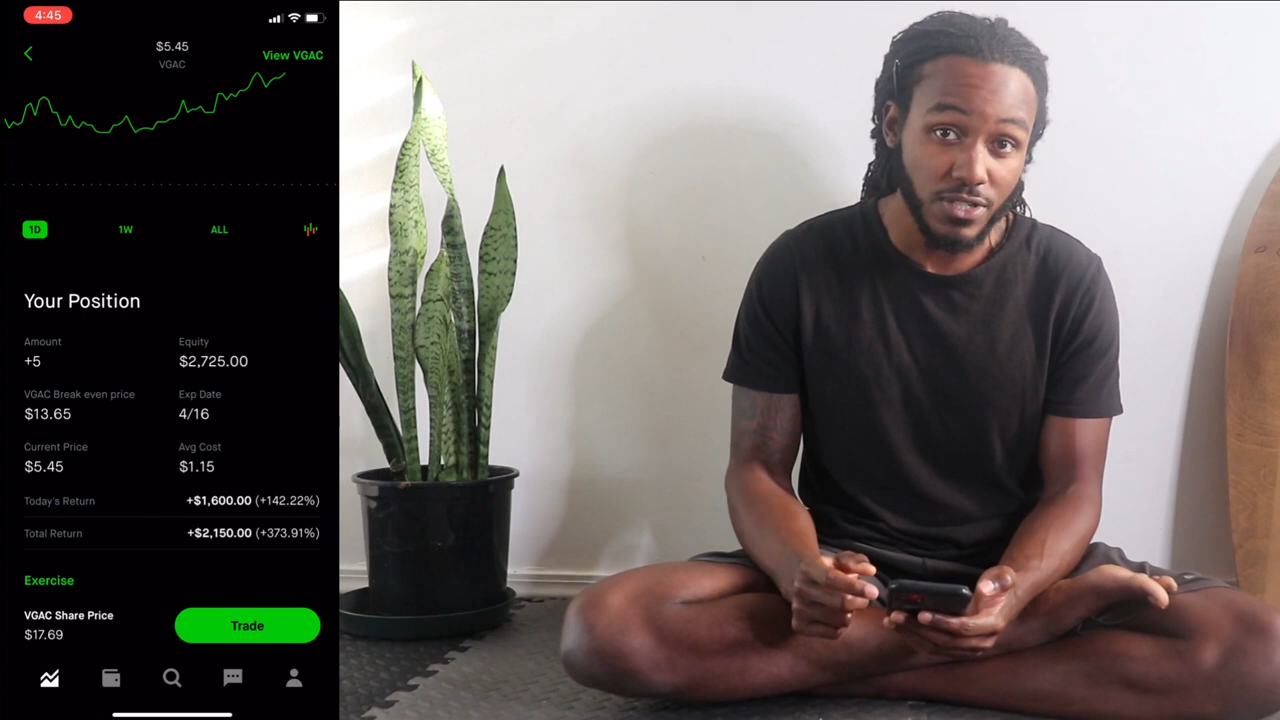 4:45
$5.45
VGAC
View VGAC
1D 1W ALL
Your Position
Amount Equity
+5 $2,725.00
VGAC Break even price Exp Date
$13.65 4/16
Current Price Avg Cost
$5.45 $1.15
Today's Return +$1,600.00 (+142.22%)
Total Return +$2,150.00 (+373.91%)
Exercise
VGAC Share Price
$17.69
Trade